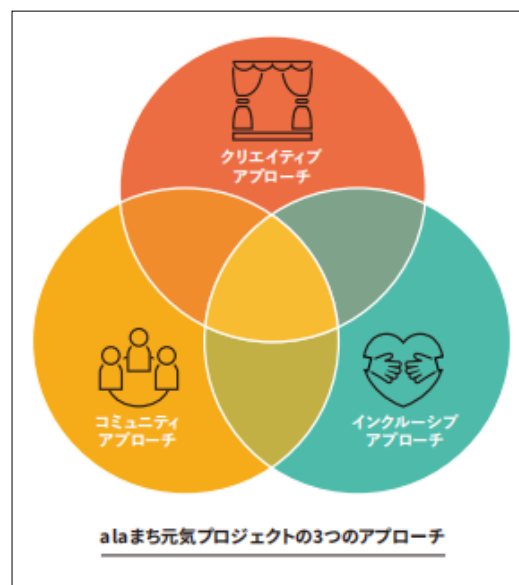 クリエイティブ
アプローチ
コミュニティ
アプローチ
インクルーシブ
アプローチ
alaまち元気プロジェクトの3つのアプローチ